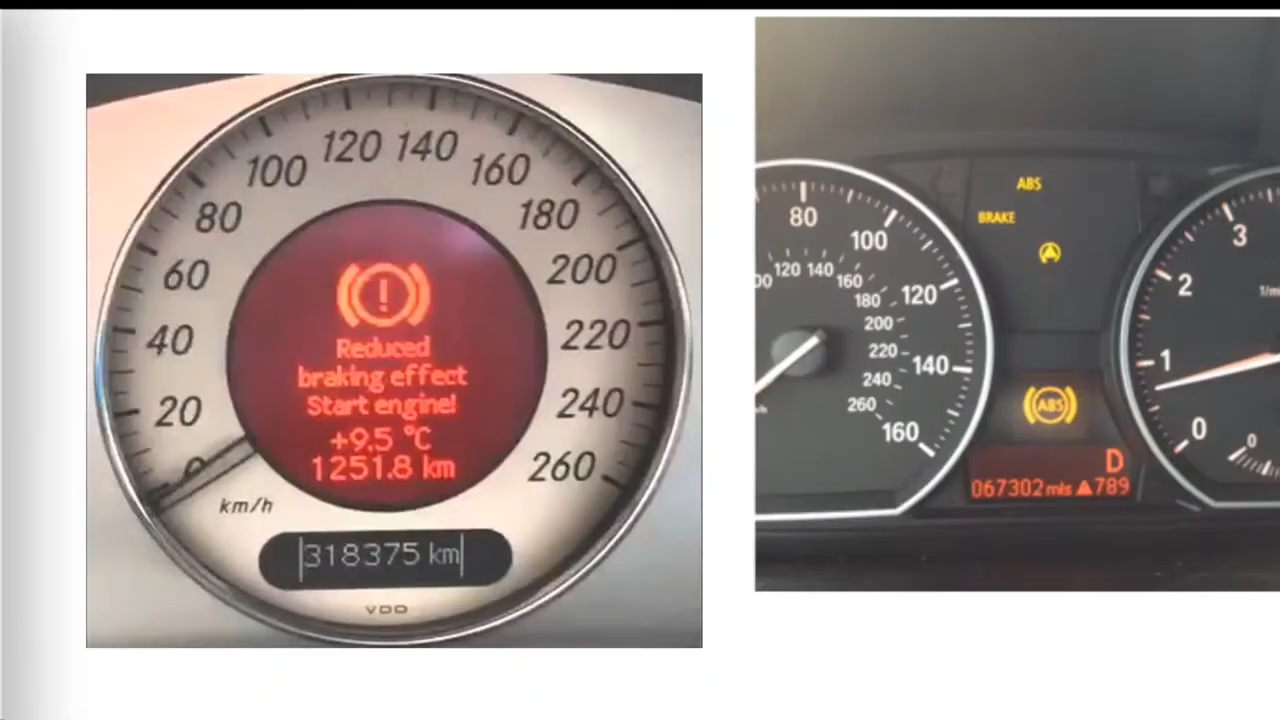 120 140
100 160
80 180
60 200
40 220
20 240
0 260
!
Reduced
braking effect
Start engine!
+9.5 °C
1251.8 km
km/h
318375 km
VDO
ABS
BRAKE
80
100
120
140
160
120 140
160
180
200
220
240
260
ABS
D
067302 mls ▲789
3
2
1
0
0